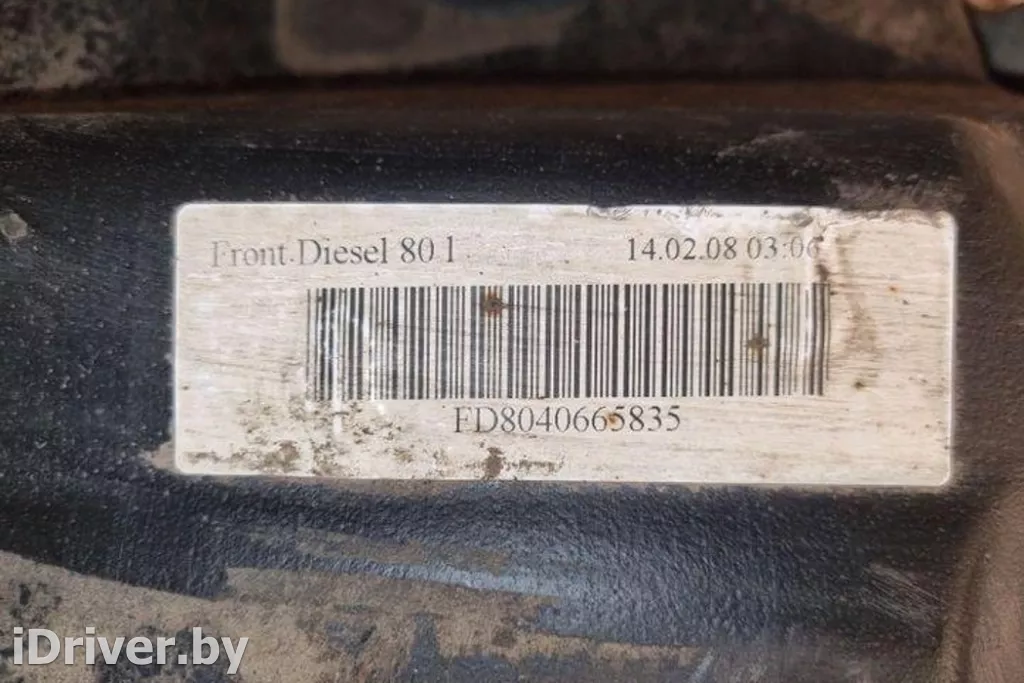 Front Diesel 80 l
14.02.08 03:06
FD8040665835
iDriver.by